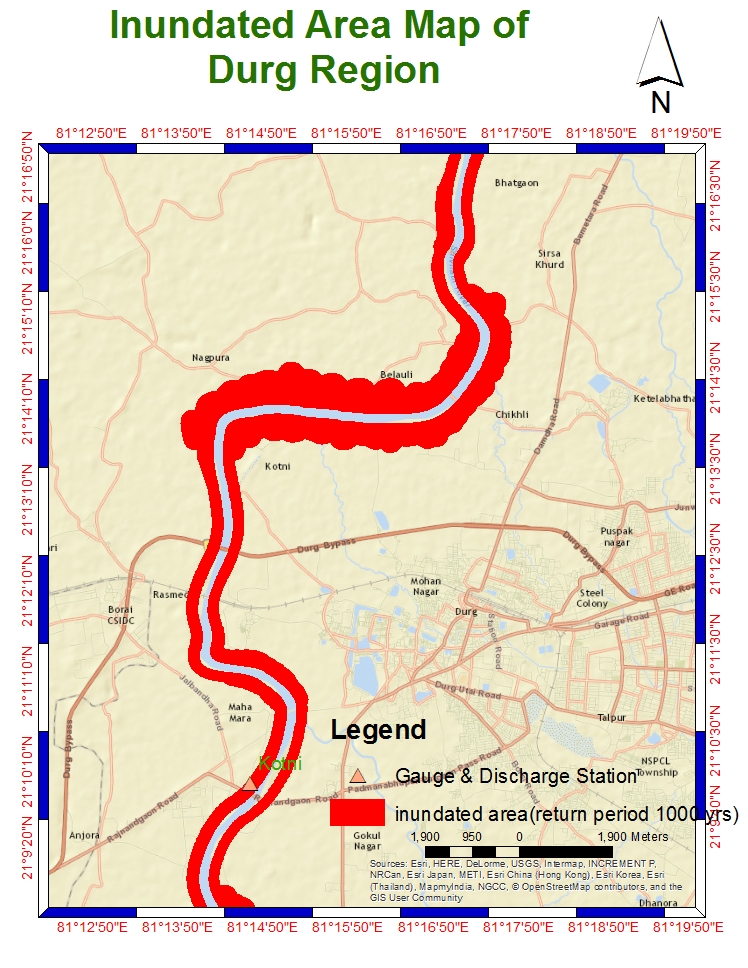 Inundated Area Map of
Durg Region
N
81°12'50"E 81°13'50"E 81°14'50"E 81°15'50"E 81°16'50"E 81°17'50"E 81°18'50"E 81°19'50"E
21°16'50"N
21°16'0"N
21°15'10"N
21°14'10"N
21°13'10"N
21°12'10"N
21°11'10"N
21°10'10"N
21°9'20"N
21°16'30"N
21°15'30"N
21°14'30"N
21°13'30"N
21°12'30"N
21°11'30"N
21°10'30"N
Bhatgaon
Bemetara Road
Sirsa
Khurd
Nagpura
Belauli
Ketelabhatha
Chikhli
Damdha Road
Kotni
Junw
Puspak
nagar
Durg Bypass
Durg Bypass
ari
Mohan
Nagar
Rasmed
Steel
Colony
GE Road
Borai
CSIDC
Durg
Garage Road
Station Road
Jalbandha Road
Durg Utai Road
Maha
Mara
Talpur
Durg Bypass
Legend
Kotni
NSPCL
Township
Gauge & Discharge Station
Rajnandgaon Road
Padmanabhap
Pass Road
inundated area(return period 1000 yrs)
Anjora
Gokul
Nagar
1,900 950 0 1,900 Meters
Sources: Esri, HERE, DeLorme, USGS, Intermap, INCREMENT P,
NRCan, Esri Japan, METI, Esri China (Hong Kong), Esri Korea, Esri
(Thailand), MapmyIndia, NGCC, © OpenStreetMap contributors, and the
GIS User Community
Dhanora
81°12'50"E 81°13'50"E 81°14'50"E 81°15'50"E 81°16'50"E 81°17'50"E 81°18'50"E 81°19'50"E